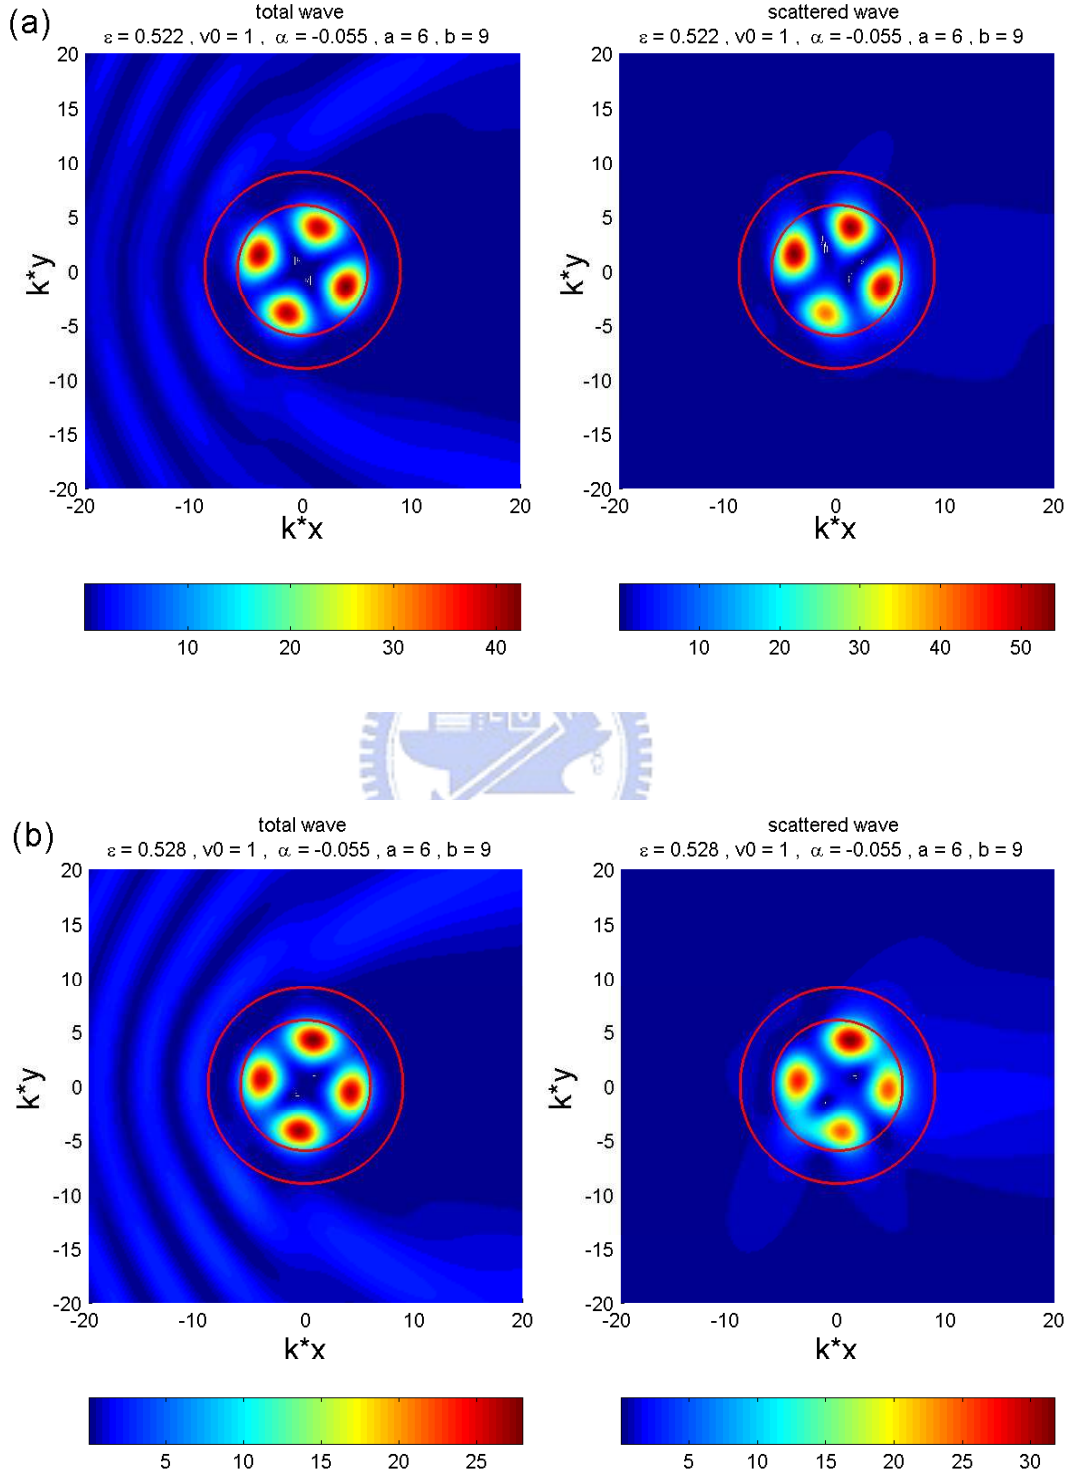 (a)
total wave
ε = 0.522 , v0 = 1 , α = -0.055 , a = 6 , b = 9
20
15
10
5
0
-5
-10
-15
-20
k*y
-20 -10 0 10 20
k*x
10 20 30 40
scattered wave
ε = 0.522 , v0 = 1 , α = -0.055 , a = 6 , b = 9
20
15
10
5
0
-5
-10
-15
-20
k*y
-20 -10 0 10 20
k*x
10 20 30 40 50
(b)
total wave
ε = 0.528 , v0 = 1 , α = -0.055 , a = 6 , b = 9
20
15
10
5
0
-5
-10
-15
-20
k*y
-20 -10 0 10 20
k*x
5 10 15 20 25
scattered wave
ε = 0.528 , v0 = 1 , α = -0.055 , a = 6 , b = 9
20
15
10
5
0
-5
-10
-15
-20
k*y
-20 -10 0 10 20
k*x
5 10 15 20 25 30